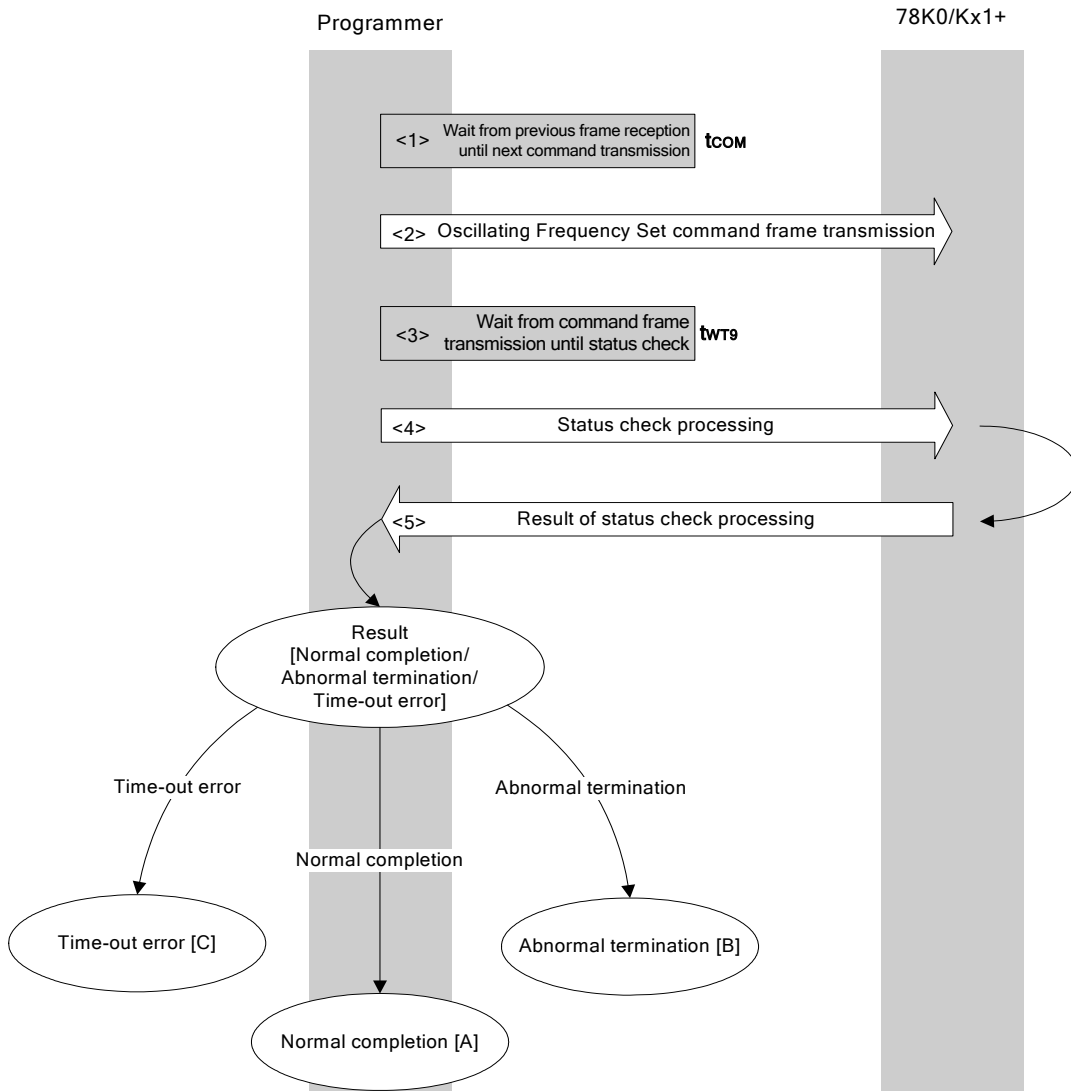 Programmer
78K0/Kx1+
<1> Wait from previous frame reception
until next command transmission
tCOM
<2> Oscillating Frequency Set command frame transmission
<3> Wait from command frame
transmission until status check
tWT9
<4> Status check processing
<5> Result of status check processing
Result
[Normal completion/
Abnormal termination/
Time-out error]
Time-out error
Abnormal termination
Normal completion
Time-out error [C]
Abnormal termination [B]
Normal completion [A]